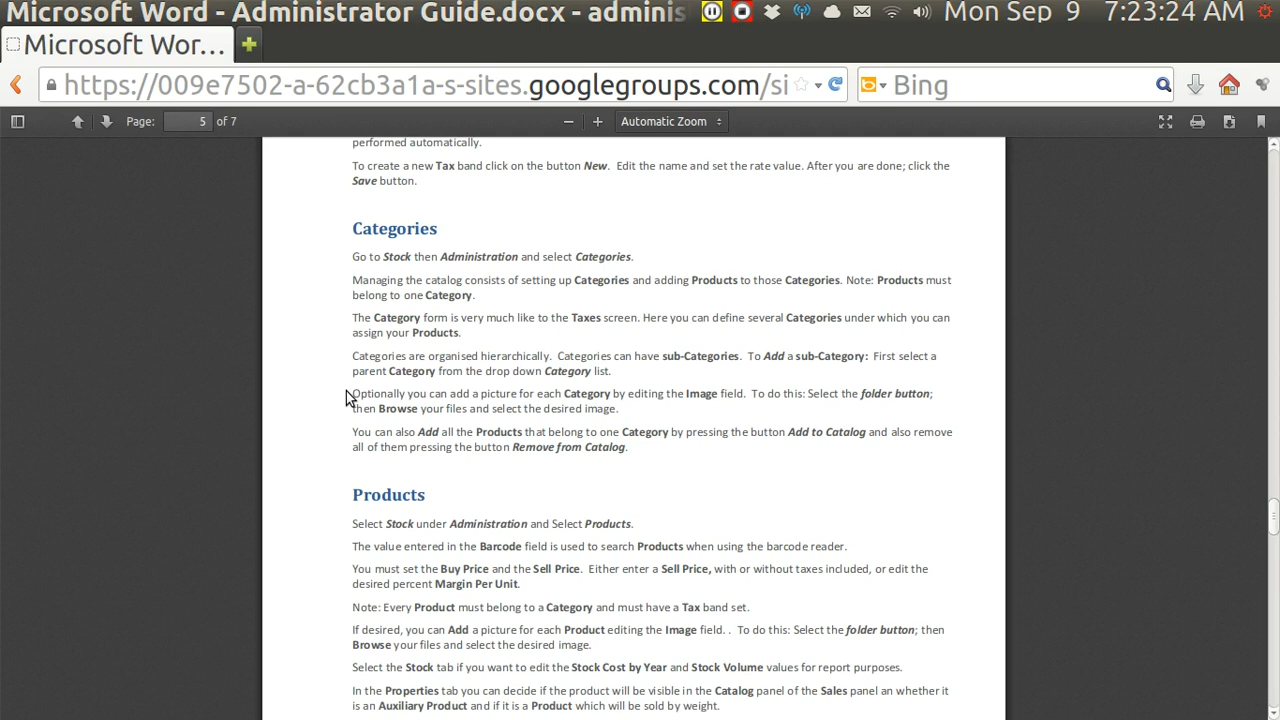 Microsoft Word - Administrator Guide.docx - adminis
Mon Sep 9 7:23:24 AM
Microsoft Wor...
https://009e7502-a-62cb3a1a-s-sites.googlegroups.com/si
Bing
Page: 5 of 7
Automatic Zoom
performed automatically.
To create a new Tax band click on the button New. Edit the name and set the rate value. After you are done; click the
Save button.
Categories
Go to Stock then Administration and select Categories.
Managing the catalog consists of setting up Categories and adding Products to those Categories. Note: Products must
belong to one Category.
The Category form is very much like to the Taxes screen. Here you can define several Categories under which you can
assign your Products.
Categories are organised hierarchically. Categories can have sub-Categories. To Add a sub-Category: First select a
parent Category from the drop down Category list.
Optionally you can add a picture for each Category by editing the Image field. To do this: Select the folder button;
then Browse your files and select the desired image.
You can also Add all the Products that belong to one Category by pressing the button Add to Catalog and also remove
all of them pressing the button Remove from Catalog.
Products
Select Stock under Administration and Select Products.
The value entered in the Barcode field is used to search Products when using the barcode reader.
You must set the Buy Price and the Sell Price. Either enter a Sell Price, with or without taxes included, or edit the
desired percent Margin Per Unit.
Note: Every Product must belong to a Category and must have a Tax band set.
If desired, you can Add a picture for each Product editing the Image field. . To do this: Select the folder button; then
Browse your files and select the desired image.
Select the Stock tab if you want to edit the Stock Cost by Year and Stock Volume values for report purposes.
In the Properties tab you can decide if the product will be visible in the Catalog panel of the Sales panel an whether it
is an Auxiliary Product and if it is a Product which will be sold by weight.